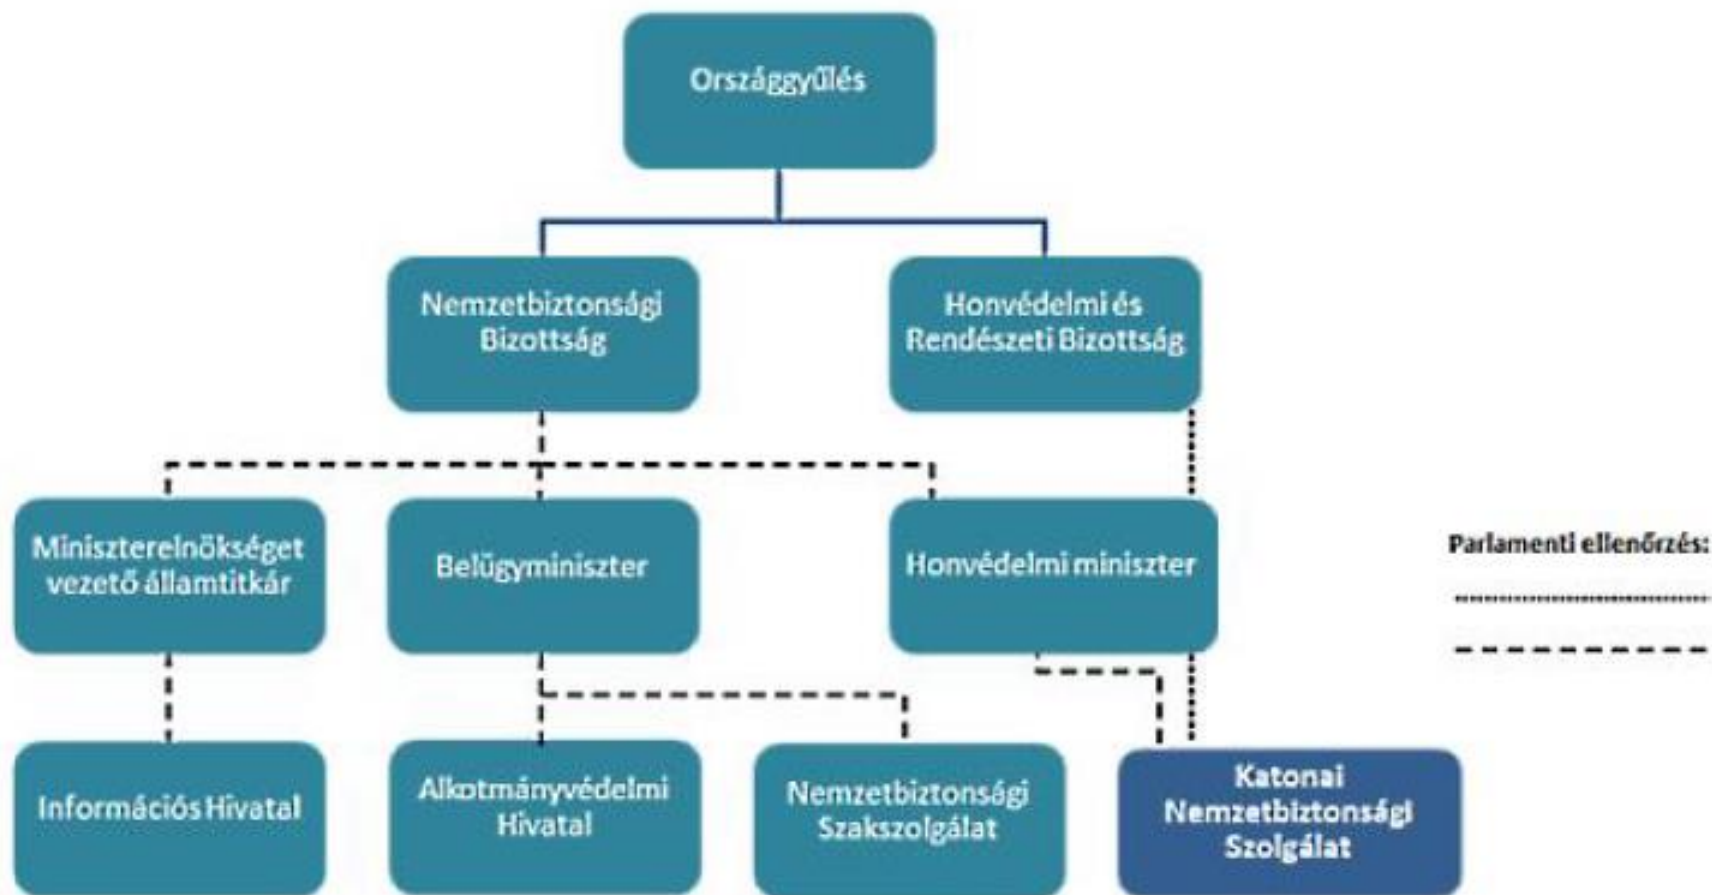 Országgyűlés
Nemzetbiztonsági
Bizottság
Honvédelmi és
Rendészeti Bizottság
Miniszterelnökséget
vezető államtitkár
Belügyminiszter
Honvédelmi miniszter
Parlamenti ellenőrzés:
Információs Hivatal
Alkotmányvédelmi
Hivatal
Nemzetbiztonsági
Szakszolgálat
Katonai
Nemzetbiztonsági
Szolgálat